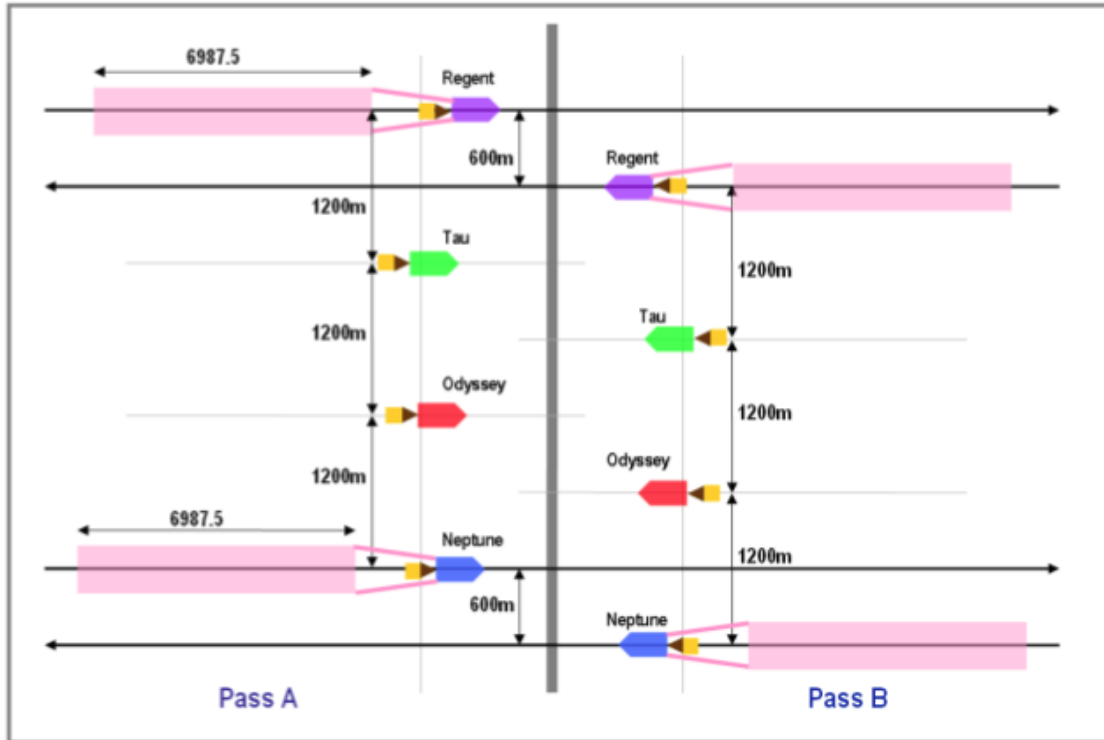 6987.5
Regent
600m
Regent
1200m
Tau
1200m
Tau
1200m
Odyssey
1200m
Odyssey
1200m
6987.5
Neptune
1200m
600m
Neptune
Pass A
Pass B